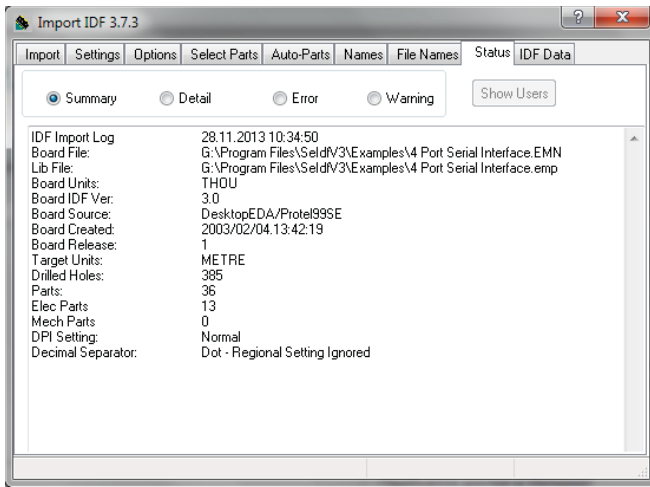 Import IDF 3.7.3
Import Settings Options Select Parts Auto-Parts Names File Names Status IDF Data
Summary Detail Error Warning Show Users
IDF Import Log 28.11.2013 10:34:50
Board File: G:\Program Files\SeIdfV3\Examples\4 Port Serial Interface.EMN
Lib File: G:\Program Files\SeIdfV3\Examples\4 Port Serial Interface.emp
Board Units: THOU
Board IDF Ver: 3.0
Board Source: DesktopEDA/Protel99SE
Board Created: 2003/02/04.13:42:19
Board Release: 1
Target Units: METRE
Drilled Holes: 385
Parts: 36
Elec Parts 13
Mech Parts 0
DPI Setting: Normal
Decimal Separator: Dot - Regional Setting Ignored